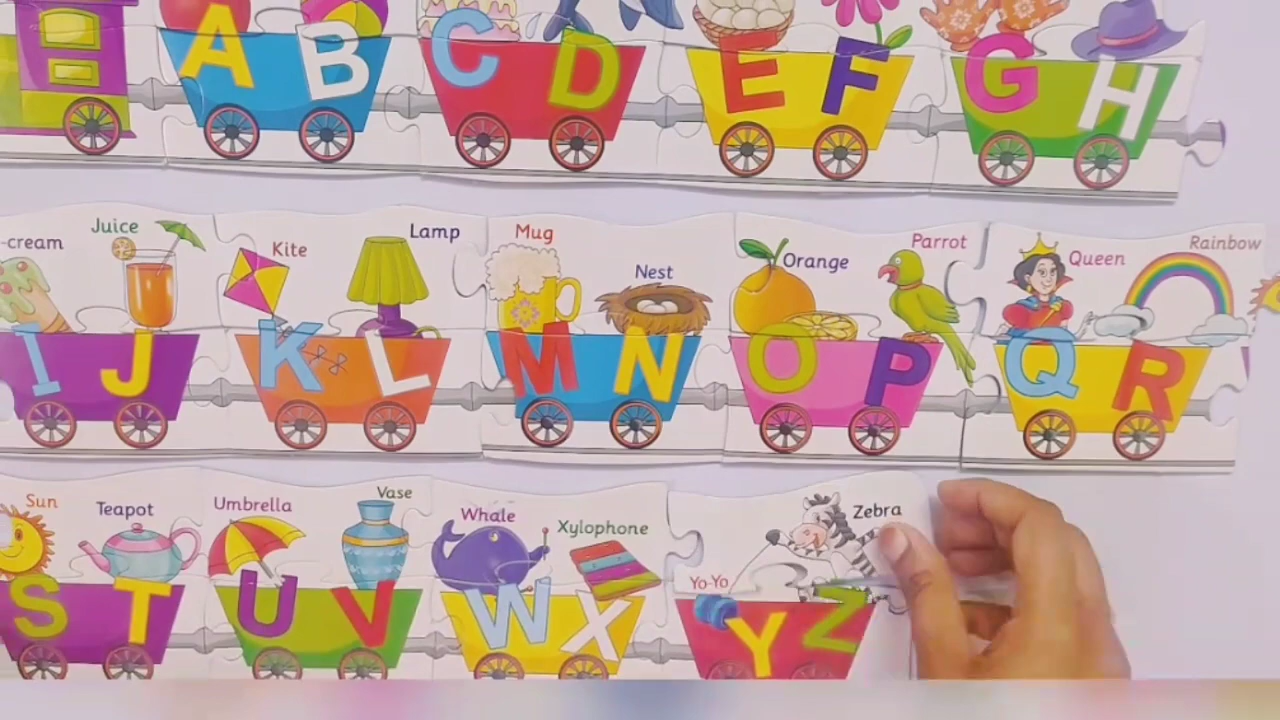 A B C D E F G H
-cream Juice Kite Lamp Mug Nest Orange Parrot Queen Rainbow
I J K L M N O P Q R
Sun Teapot Umbrella Vase Whale Xylophone Yo-Yo Zebra
S T U V W X Y Z